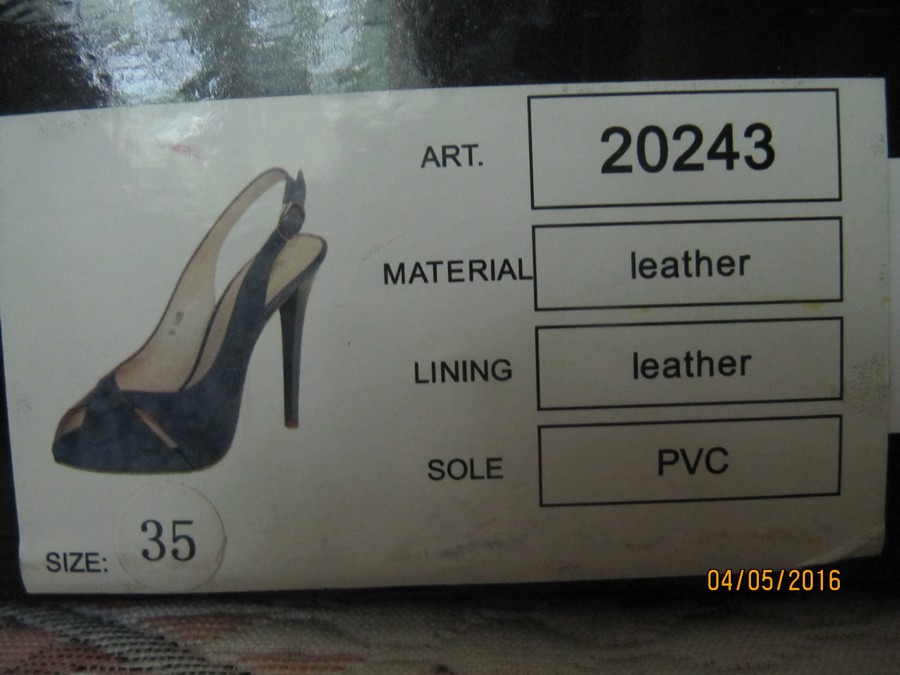 ART. 20243
MATERIAL leather
LINING leather
SOLE PVC
SIZE: 35
04/05/2016